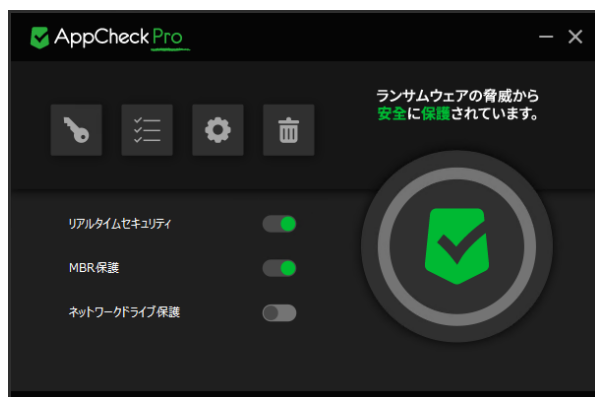 AppCheck Pro
ランサムウェアの脅威から
安全に保護されています。
リアルタイムセキュリティ
MBR保護
ネットワークドライブ保護